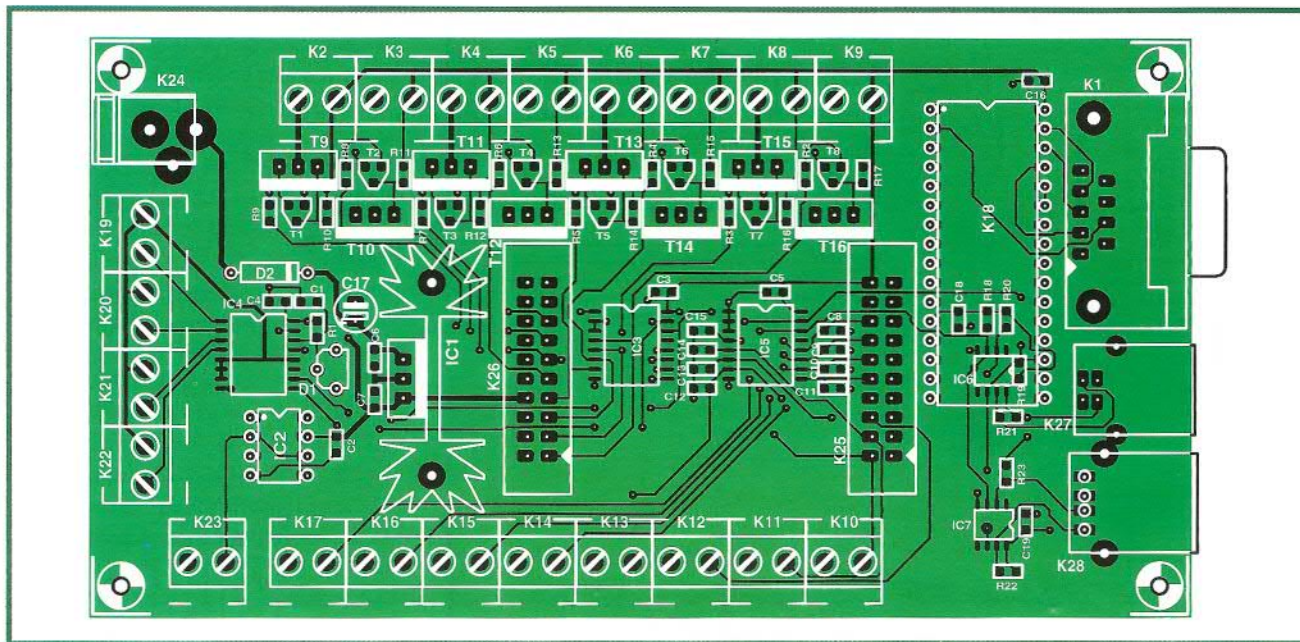 K2 K3 K4 K5 K6 K7 K8 K9
K24
C16
K1
T9 R8 T2 R11 T11 R6 T4 R13 T13 R4 T6 R15 T15 R2 T8 R17
R9 T1 R10 T10 R7 T3 R12 T12 R5 T5 R14 T14 R3 T7 R16 T16
K18
K19
D2
C17
C4 C1
IC4
R1
C6
K20
IC1
C3 C5
C15 C8
IC3 IC5
C14
C13 C10
C12 C11
C18 R18 R20
K21
D1
C7
K26
IC6
R19
R21
K27
IC2
C2
K25
K22
R23
IC7
C19
K28
R22
K23 K17 K16 K15 K14 K13 K12 K11 K10